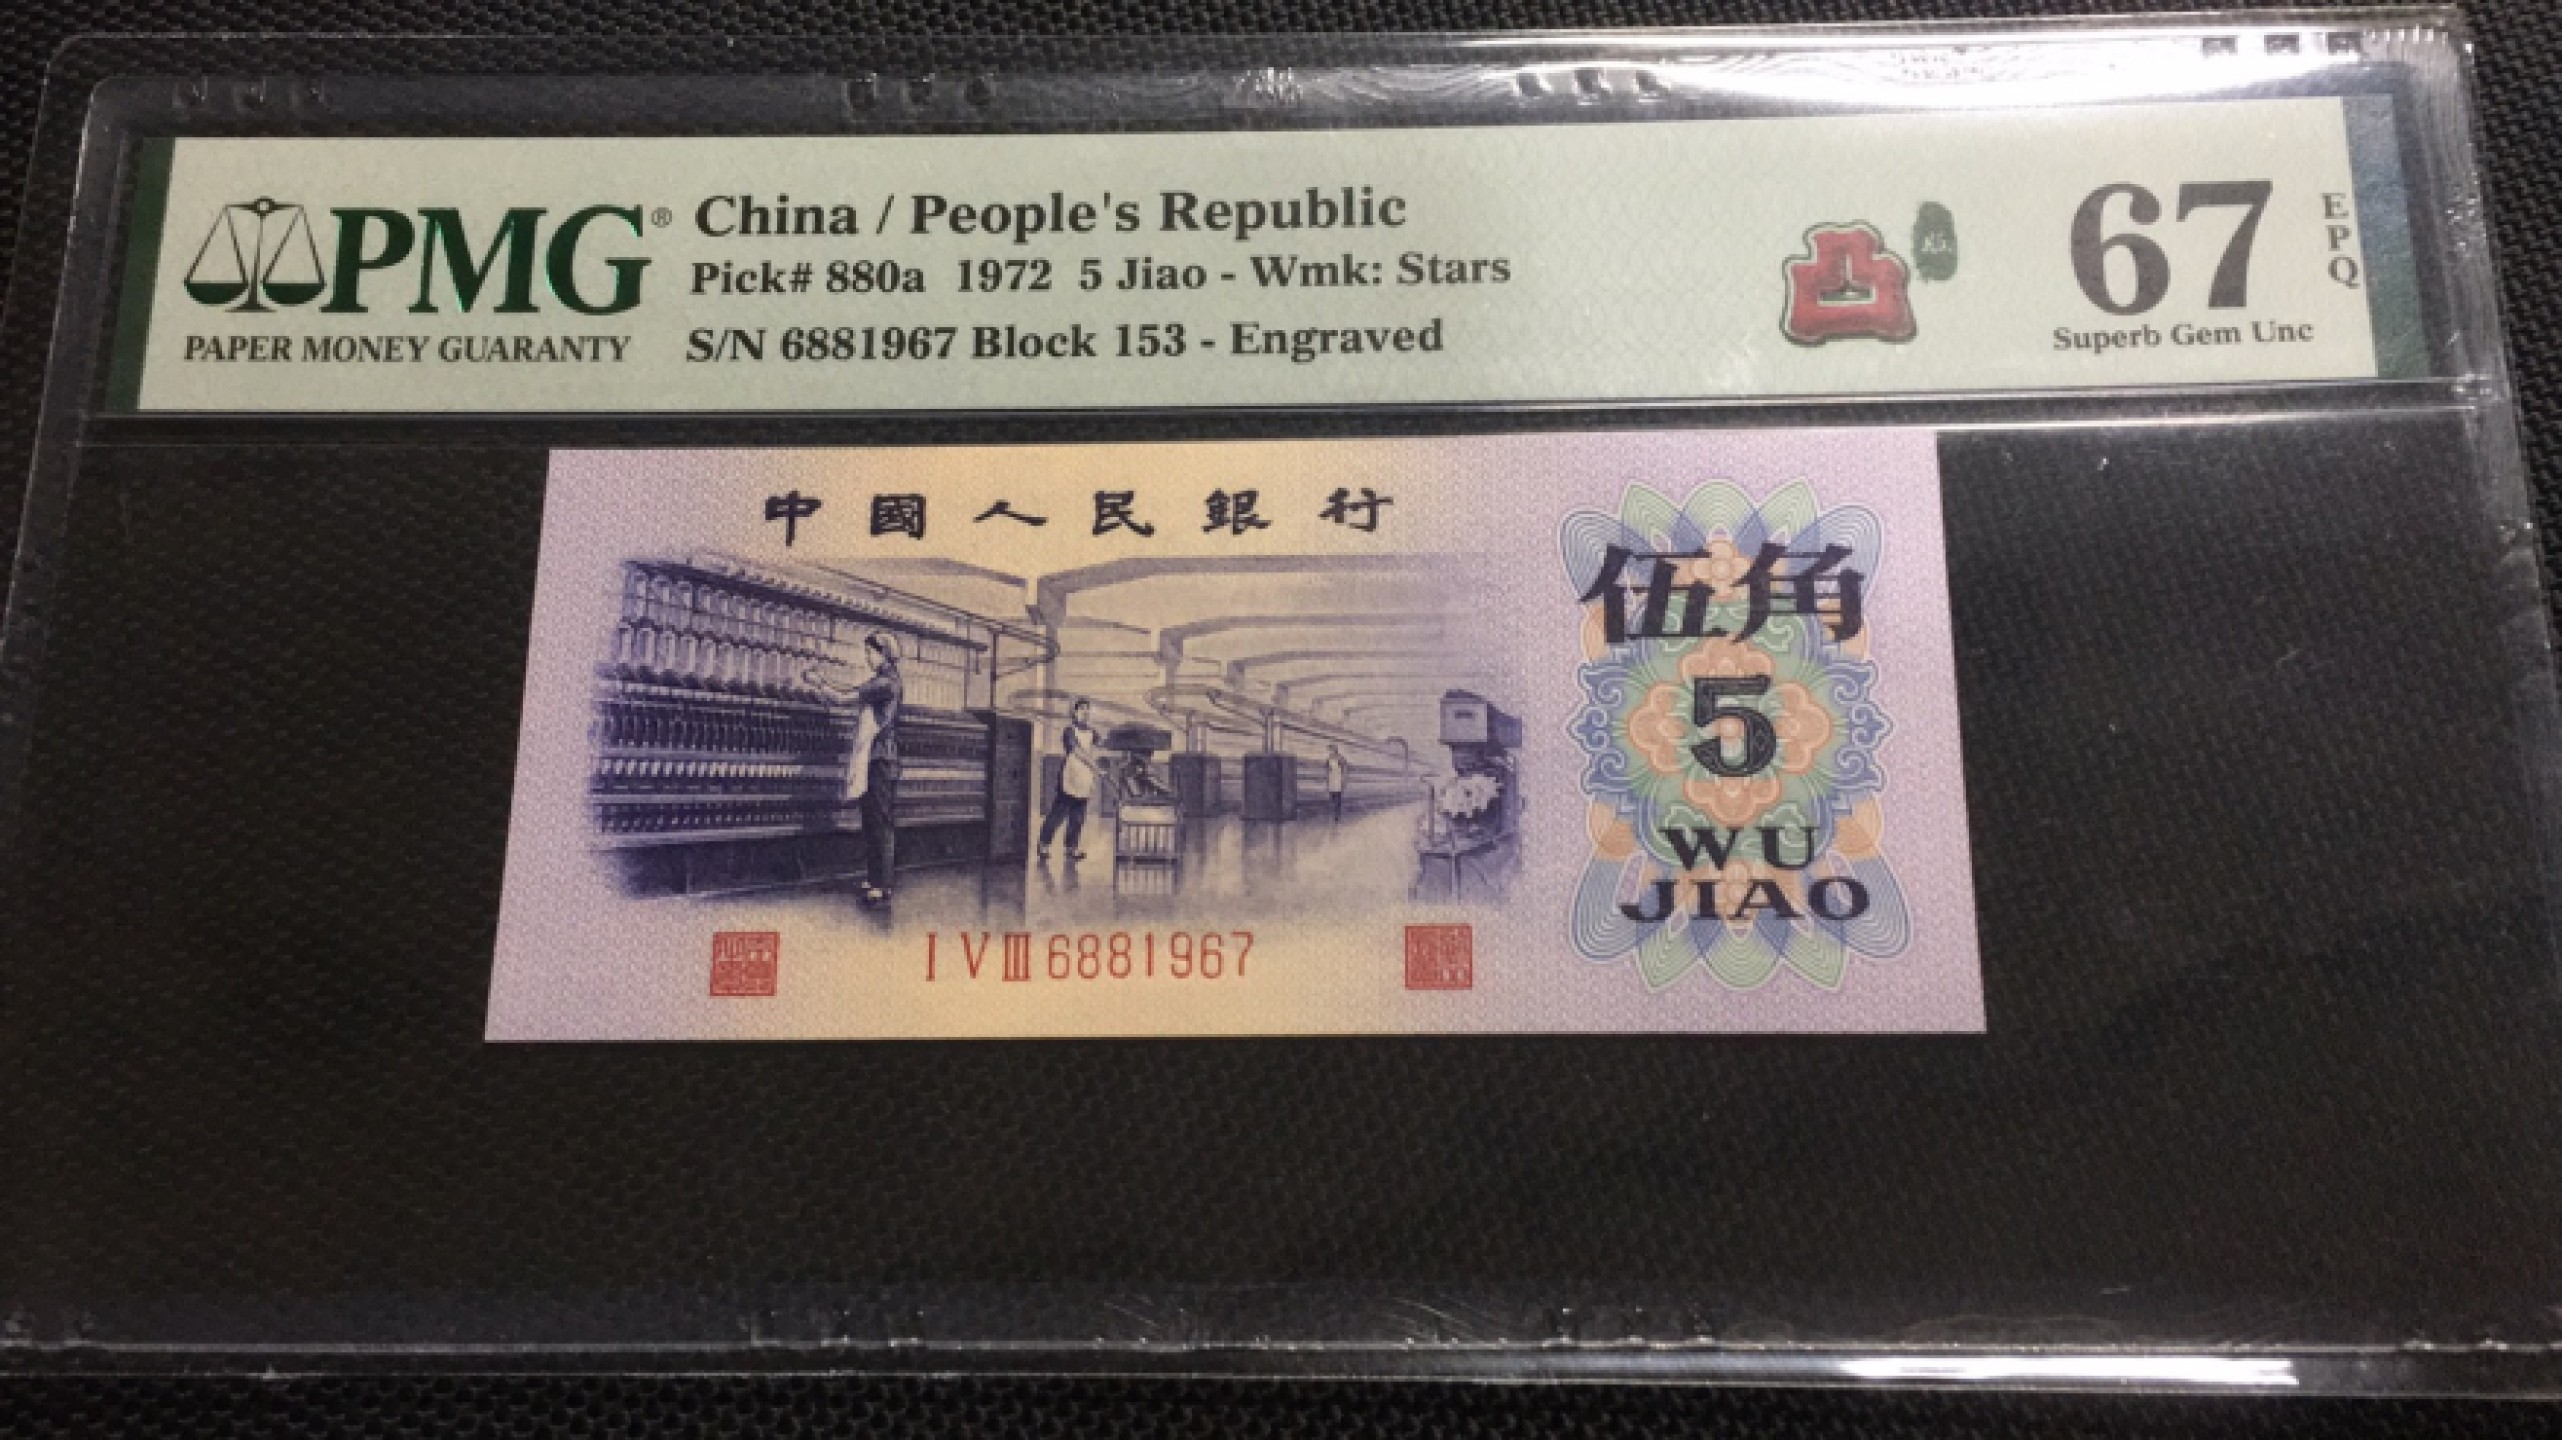 PMG®
PAPER MONEY GUARANTY
China / People's Republic
Pick# 880a 1972 5 Jiao - Wmk: Stars
S/N 6881967 Block 153 - Engraved
67
EPQ
Superb Gem Unc
中國人民銀行
伍角
5
WU
JIAO
I V III 6881967